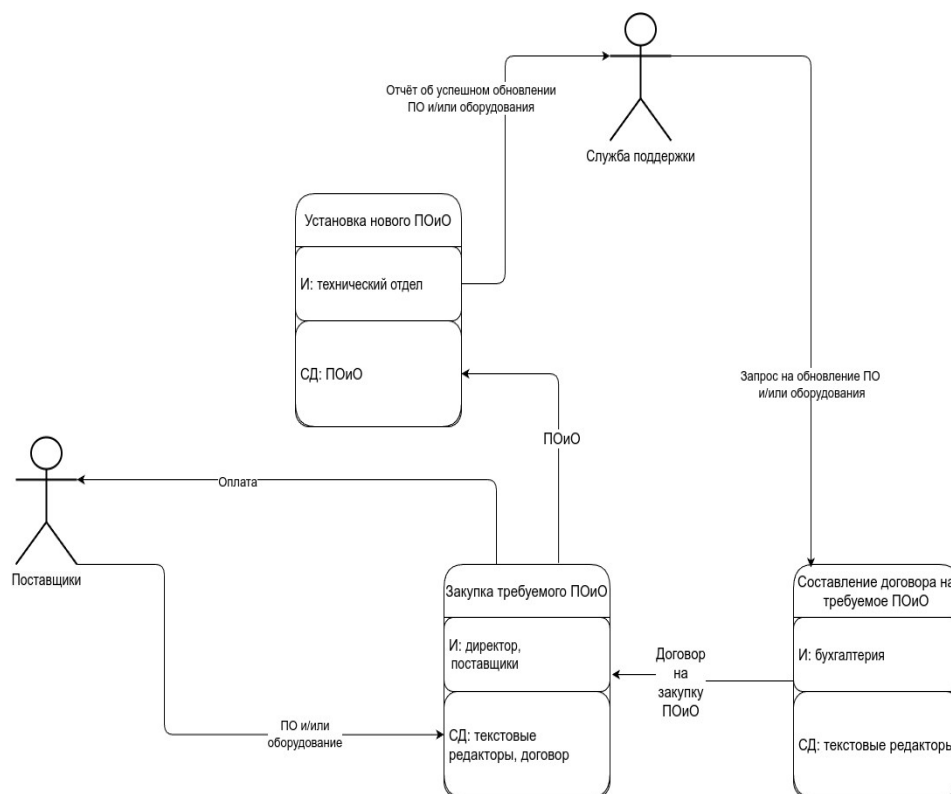 Отчёт об успешном обновлении
ПО и/или оборудования
Служба поддержки
Установка нового ПОиО
И: технический отдел
СД: ПОиО
Запрос на обновление ПО
и/или оборудования
ПОиО
Оплата
Поставщики
Закупка требуемого ПОиО
И: директор,
поставщики
СД: текстовые
редакторы, договор
ПО и/или
оборудование
Договор
на
закупку
ПОиО
Составление договора на
требуемое ПОиО
И: бухгалтерия
СД: текстовые редакторы